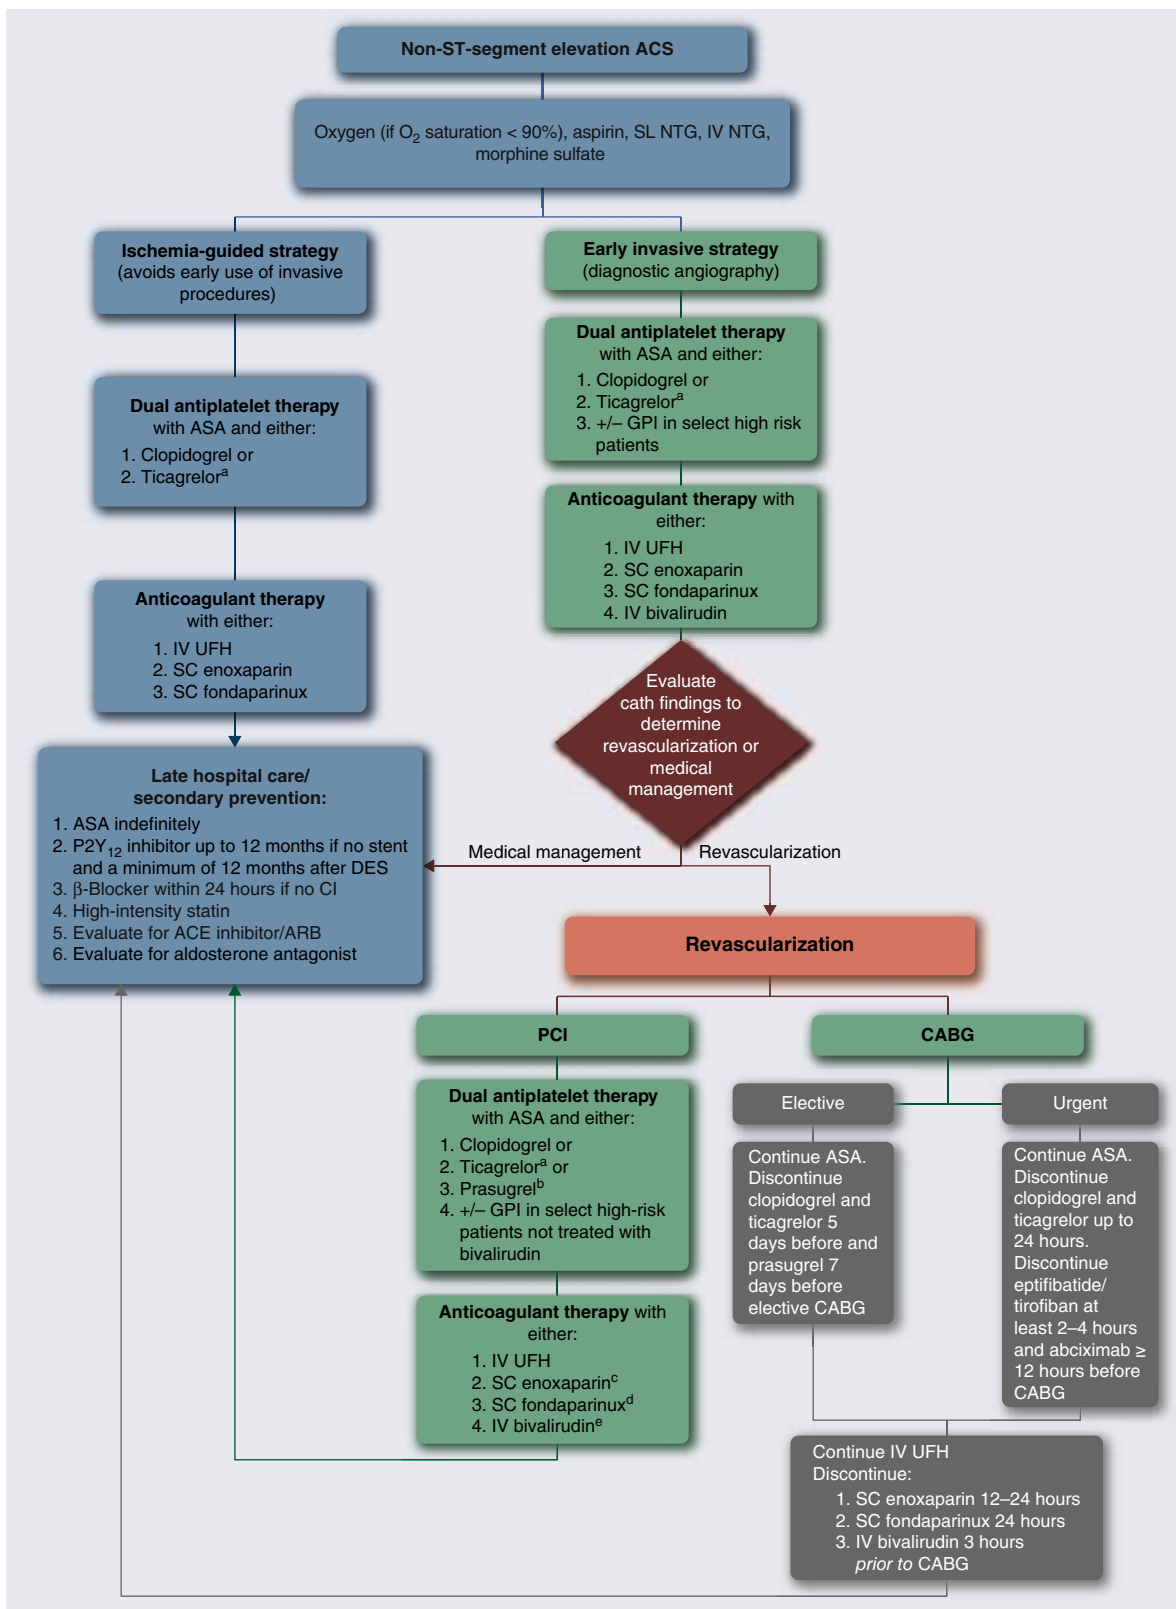 Non-ST-segment elevation ACS
Oxygen (if O₂ saturation < 90%), aspirin, SL NTG, IV NTG,
morphine sulfate
Ischemia-guided strategy
(avoids early use of invasive
procedures)
Dual antiplatelet therapy
with ASA and either:
1. Clopidogrel or
2. Ticagrelorᵃ
Anticoagulant therapy
with either:
1. IV UFH
2. SC enoxaparin
3. SC fondaparinux
Early invasive strategy
(diagnostic angiography)
Dual antiplatelet therapy
with ASA and either:
1. Clopidogrel or
2. Ticagrelorᵃ
3. +/– GPI in select high risk
patients
Anticoagulant therapy with
either:
1. IV UFH
2. SC enoxaparin
3. SC fondaparinux
4. IV bivalirudin
Evaluate
cath findings to
determine
revascularization or
medical
management
Medical management
Revascularization
Late hospital care/
secondary prevention:
1. ASA indefinitely
2. P2Y₁₂ inhibitor up to 12 months if no stent
and a minimum of 12 months after DES
3. β-Blocker within 24 hours if no CI
4. High-intensity statin
5. Evaluate for ACE inhibitor/ARB
6. Evaluate for aldosterone antagonist
Revascularization
PCI
Dual antiplatelet therapy
with ASA and either:
1. Clopidogrel or
2. Ticagrelorᵃ or
3. Prasugrelᵇ
4. +/– GPI in select high-risk
patients not treated with
bivalirudin
Anticoagulant therapy with
either:
1. IV UFH
2. SC enoxaparinᶜ
3. SC fondaparinuxᵈ
4. IV bivalirudinᵉ
CABG
Elective
Continue ASA.
Discontinue
clopidogrel and
ticagrelor 5
days before and
prasugrel 7
days before
elective CABG
Urgent
Continue ASA.
Discontinue
clopidogrel and
ticagrelor up to
24 hours.
Discontinue
eptifibatide/
tirofiban at
least 2–4 hours
and abciximab ≥
12 hours before
CABG
Continue IV UFH
Discontinue:
1. SC enoxaparin 12–24 hours
2. SC fondaparinux 24 hours
3. IV bivalirudin 3 hours
prior to CABG